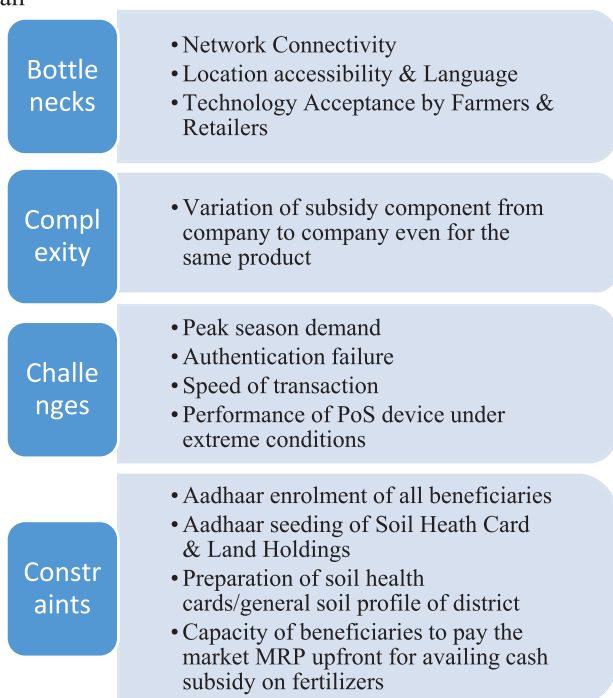 Bottle
necks
• Network Connectivity
• Location accessibility & Language
• Technology Acceptance by Farmers &
Retailers
Compl
exity
• Variation of subsidy component from
company to company even for the
same product
Challe
nges
• Peak season demand
• Authentication failure
• Speed of transaction
• Performance of PoS device under
extreme conditions
Constr
aints
• Aadhaar enrolment of all beneficiaries
• Aadhaar seeding of Soil Heath Card
& Land Holdings
• Preparation of soil health
cards/general soil profile of district
• Capacity of beneficiaries to pay the
market MRP upfront for availing cash
subsidy on fertilizers